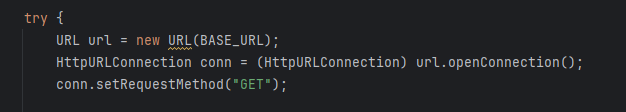 try {
URL url = new URL(BASE_URL);
HttpURLConnection conn = (HttpURLConnection) url.openConnection();
conn.setRequestMethod("GET");